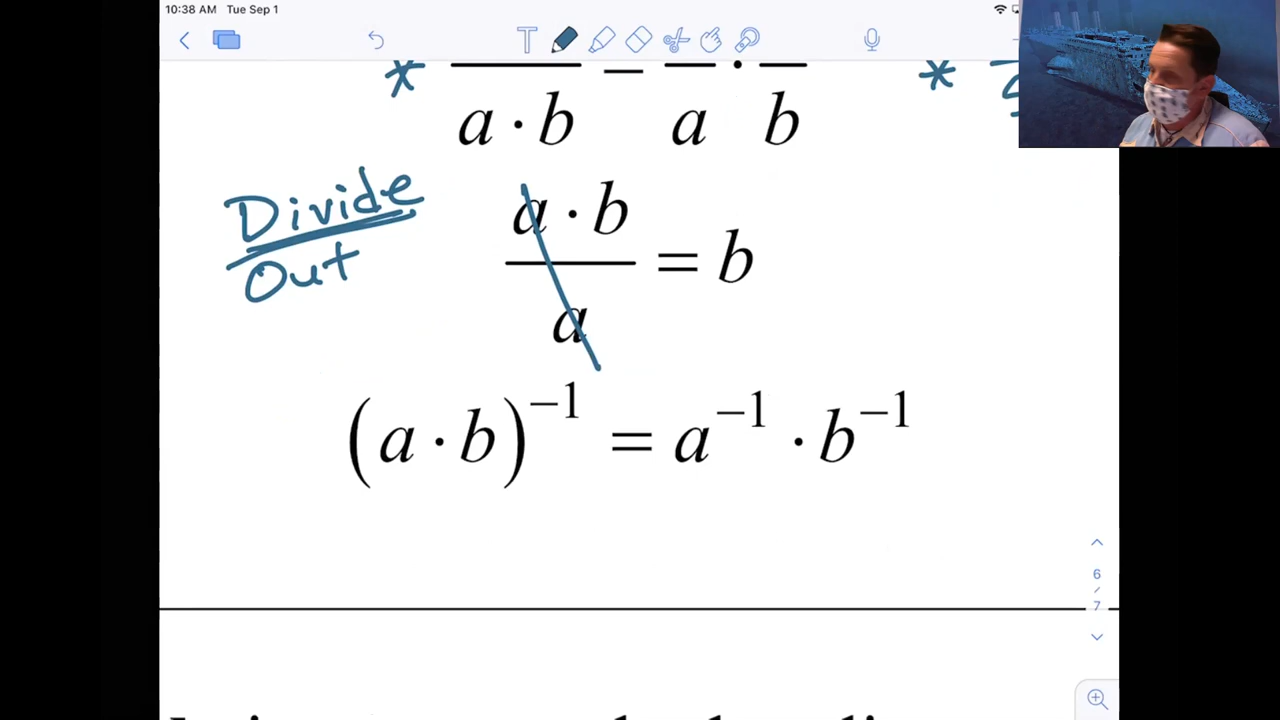 10:38 AM Tue Sep 1
T
* —— = — · — *
a · b a b
Divide
Out
a · b
—— = b
a
(a · b)⁻¹ = a⁻¹ · b⁻¹
6
/
7